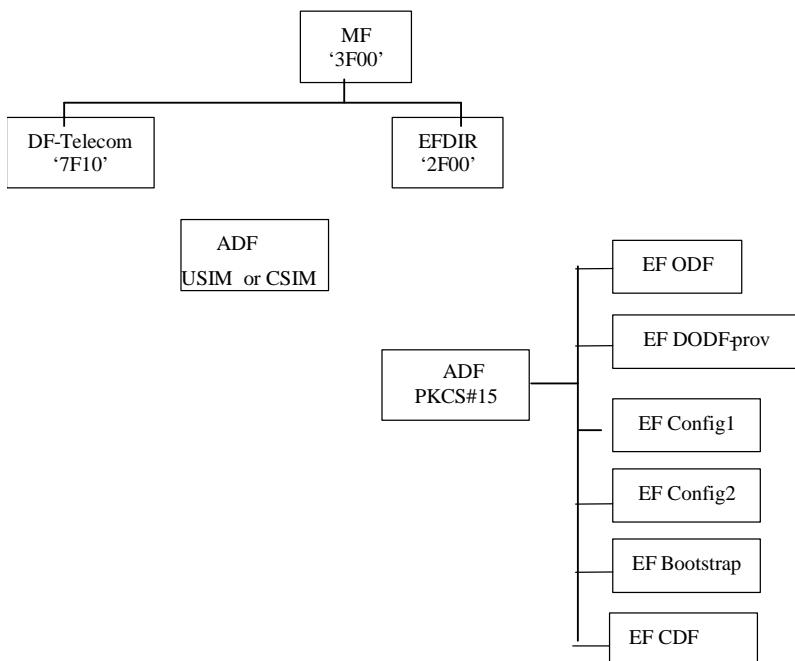 MF
‘3F00’
DF-Telecom
‘7F10’
EFDIR
‘2F00’
ADF
USIM or CSIM
EF ODF
EF DODF-prov
ADF
PKCS#15
EF Config1
EF Config2
EF Bootstrap
EF CDF